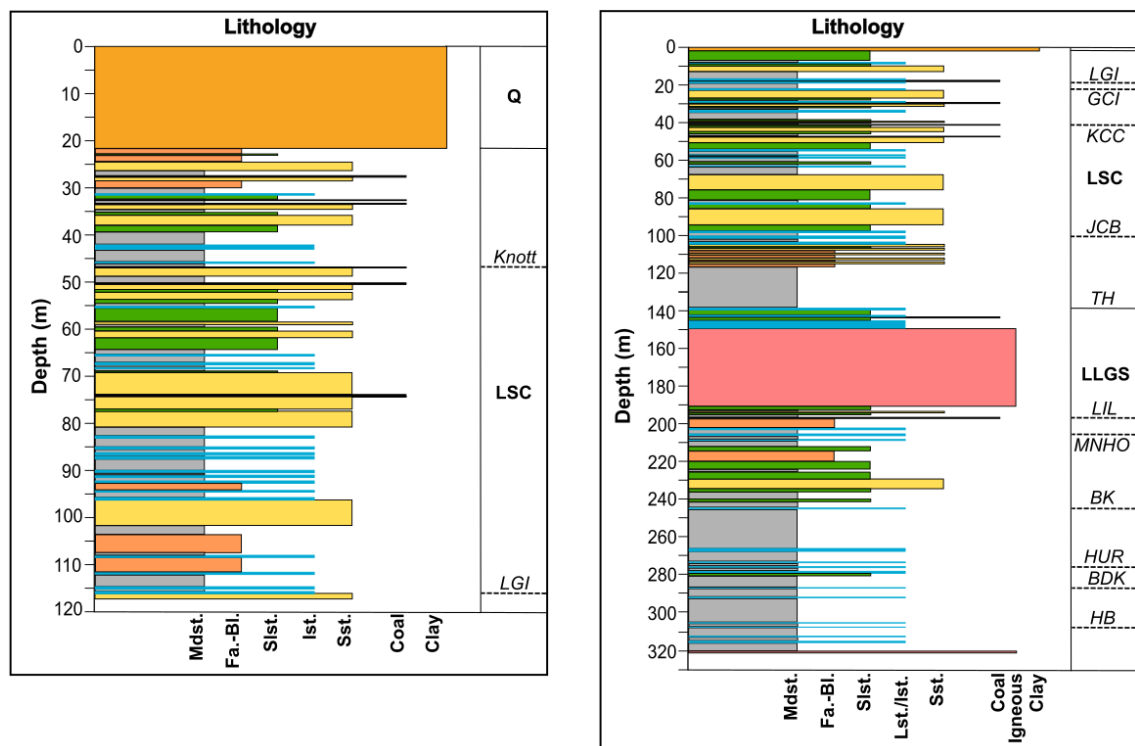 Lithology
Depth (m)
0
10
20
30
40
50
60
70
80
90
100
110
120
Q
Knott
LSC
LGI
Mdst.
Fa.-Bl.
Slst.
Ist.
Sst.
Coal
Clay
Lithology
Depth (m)
0
20
40
60
80
100
120
140
160
180
200
220
240
260
280
300
320
LGI
GCI
KCC
LSC
JCB
TH
LLGS
LIL
MNHO
BK
HUR
BDK
HB
Mdst.
Fa.-Bl.
Slst.
Lst./Ist.
Sst.
Coal
Igneous
Clay